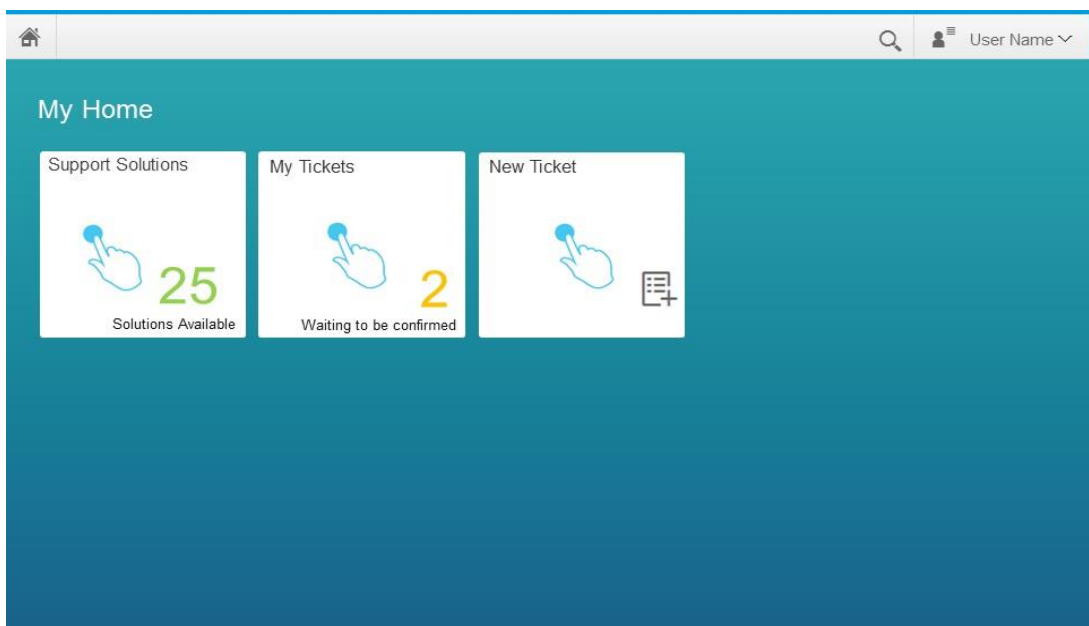 User Name
My Home
Support Solutions
My Tickets
New Ticket
25
Solutions Available
2
Waiting to be confirmed